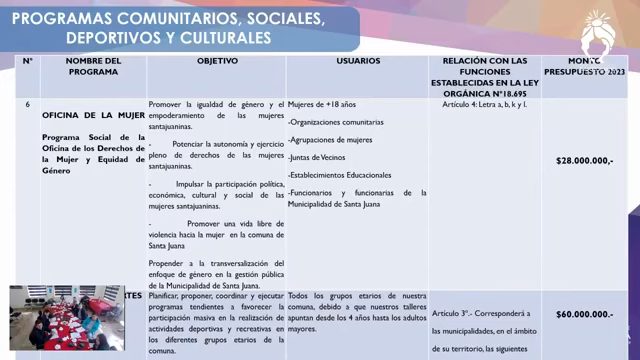 PROGRAMAS COMUNITARIOS, SOCIALES,
DEPORTIVOS Y CULTURALES
N°
NOMBRE DEL
PROGRAMA
OBJETIVO
USUARIOS
RELACIÓN CON LAS
FUNCIONES
ESTABLECIDAS EN LA LEY
ORGÁNICA N°18.695
MONTO
PRESUPUESTO 2023
6
OFICINA DE LA MUJER
Programa Social de la
Oficina de los Derechos de
la Mujer y Equidad de
Género
Promover la igualdad de género y el
empoderamiento de las mujeres
santajuaninas.
- Potenciar la autonomía y ejercicio
pleno de derechos de las mujeres
santajuaninas.
- Impulsar la participación política,
económica, cultural y social de las
mujeres santajuaninas.
- Promover una vida libre de
violencia hacia la mujer en la comuna de
Santa Juana
Propender a la transversalización del
enfoque de género en la gestión pública
de la Municipalidad de Santa Juana.
Mujeres de +18 años
-Organizaciones comunitarias
-Agrupaciones de mujeres
-Juntas de Vecinos
-Establecimientos Educacionales
-Funcionarios y funcionarias de la
Municipalidad de Santa Juana
Artículo 4: Letra a, b, k y l.
$28.000.000,-
Planificar, proponer, coordinar y ejecutar
programas tendientes a favorecer la
participación masiva en la realización de
actividades deportivas y recreativas en
los diferentes grupos etarios de la
comuna.
Todos los grupos etarios de nuestra
comuna, debido a que nuestros talleres
apuntan desde los 4 años hasta los adultos
mayores.
Artículo 3º.- Corresponderá a
las municipalidades, en el ámbito
de su territorio, las siguientes
$60.000.000.-